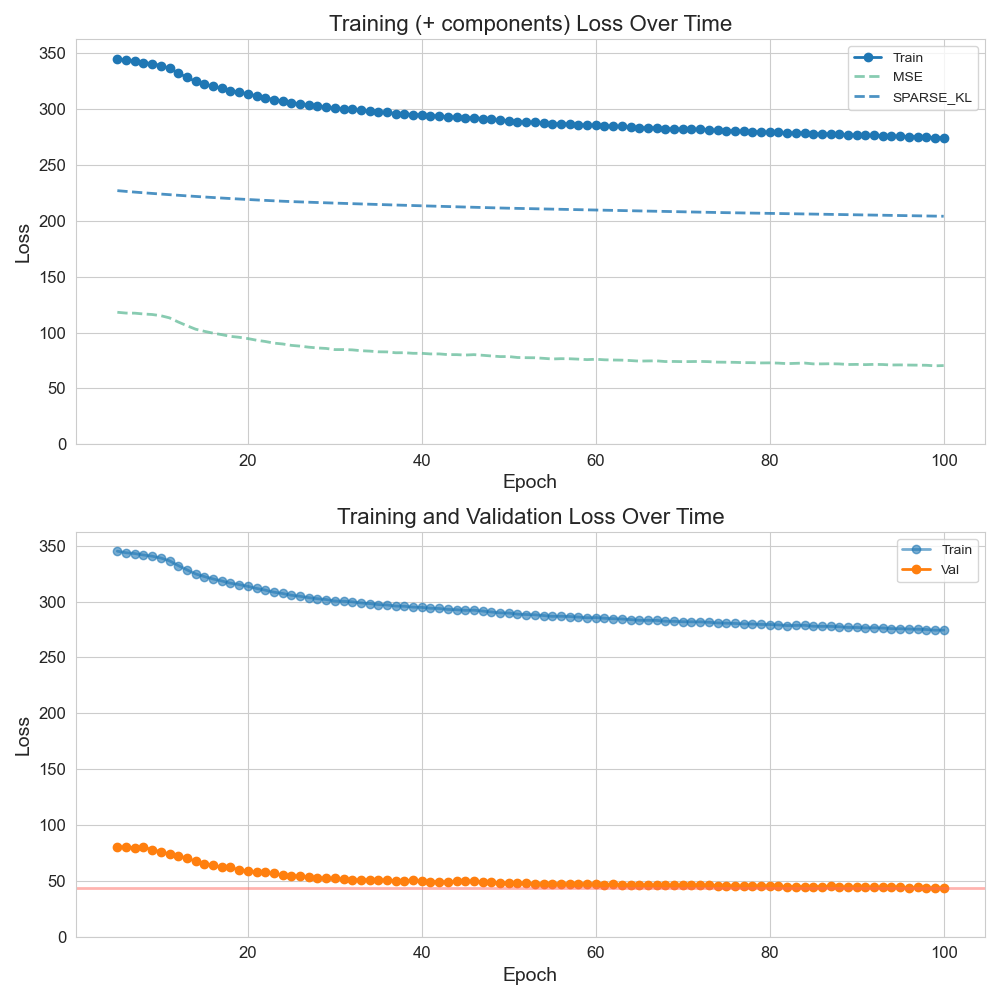 Training (+ components) Loss Over Time
350
300
250
200
150
100
50
0
Loss
Train
MSE
SPARSE_KL
20
40
60
80
100
Epoch
Training and Validation Loss Over Time
350
300
250
200
150
100
50
0
Loss
Train
Val
20
40
60
80
100
Epoch